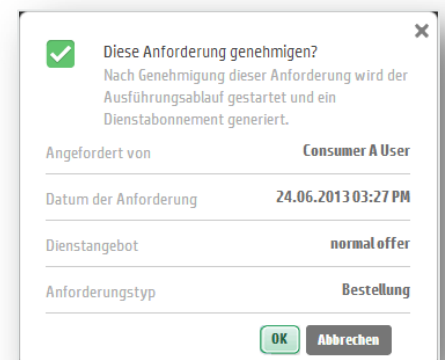 Diese Anforderung genehmigen?
Nach Genehmigung dieser Anforderung wird der
Ausführungsablauf gestartet und ein
Dienstabonnement generiert.
Angefordert von Consumer A User
Datum der Anforderung 24.06.2013 03:27 PM
Dienstangebot normal offer
Anforderungstyp Bestellung
OK Abbrechen